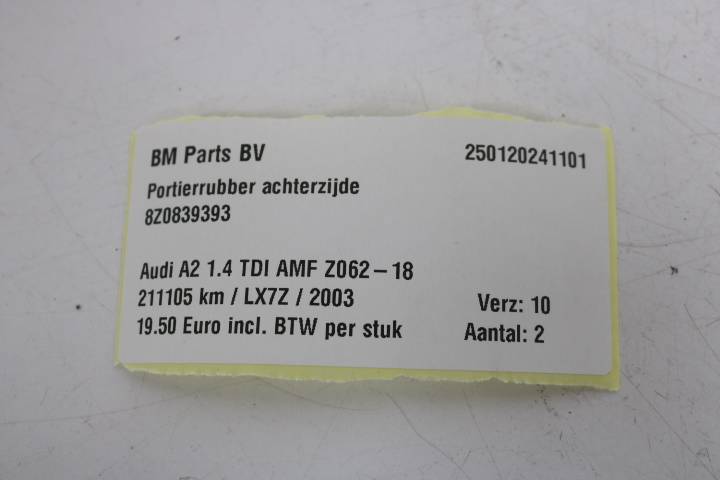 BM Parts BV 250120241101
Portierrubber achterzijde
8Z0839393
Audi A2 1.4 TDI AMF Z062-18
211105 km / LX7Z / 2003 Verz: 10
19.50 Euro incl. BTW per stuk Aantal: 2